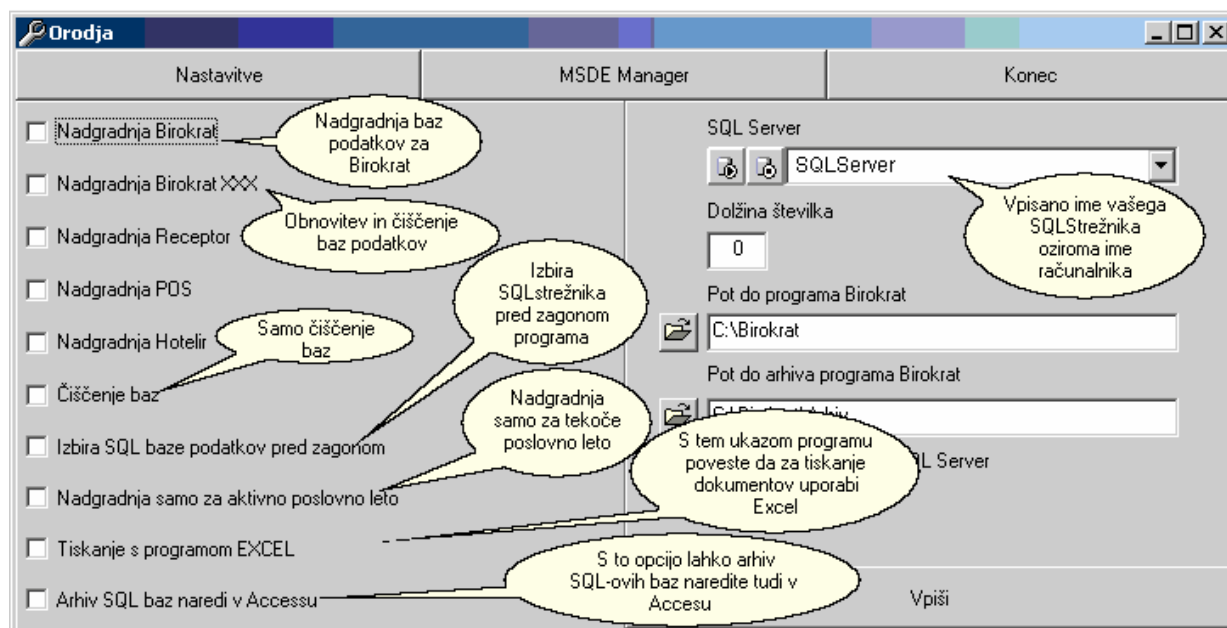 Orodja
Nastavitve
MSDE Manager
Konec
Nadgradnja Birokrat
Nadgradnja Birokrat XXX
Nadgradnja Receptor
Nadgradnja POS
Nadgradnja Hotelir
Čiščenje baz
Izbira SQL baze podatkov pred zagonom
Nadgradnja samo za aktivno poslovno leto
Tiskanje s programom EXCEL
Arhiv SQL baz naredi v Accessu
Nadgradnja baz
podatkov za
Birokrat
Obnovitev in čiščenje
baz podatkov
Samo čiščenje
baz
Izbira
SQLstrežnika
pred zagonom
programa
Nadgradnja
samo za tekoče
poslovno leto
S tem ukazom programu
poveste da za tiskanje
dokumentov uporabi
Excel
S to opcijo lahko arhiv
SQL-ovih baz naredite tudi v
Accesu
SQL Server
SQLServer
Vpisano ime vašega
SQLStrežnika
oziroma ime
računalnika
Dolžina številka
0
Pot do programa Birokrat
C:\Birokrat
Pot do arhiva programa Birokrat
Server
Vpiši